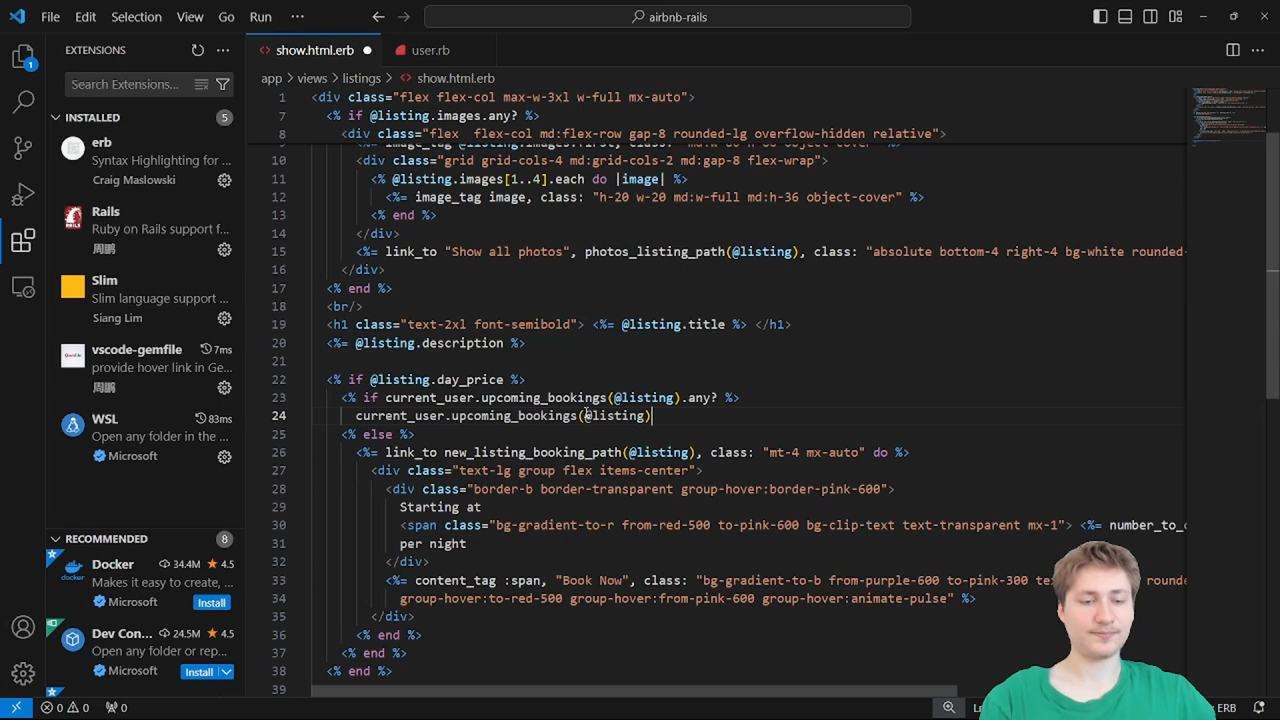 File Edit Selection View Go Run ··· airbnb-rails
EXTENSIONS
Search Extensions...
INSTALLED 5
erb
Syntax Highlighting for...
Craig Maslowski
Rails
Ruby on Rails support f...
周鹏
Slim
Slim language support ...
Siang Lim
vscode-gemfile 7ms
provide hover link in Ge...
周鹏
WSL 83ms
Open any folder in the...
Microsoft
RECOMMENDED 8
Docker 34.4M 4.5
Makes it easy to create, ...
Microsoft Install
Dev Con... 24.5M 4.5
Open any folder or rep...
Microsoft Install
1
show.html.erb user.rb
app > views > listings > show.html.erb
1 <div class="flex flex-col max-w-3xl w-full mx-auto">
7 <% if @listing.images.any? %>
8 <div class="flex flex-col md:flex-row gap-8 rounded-lg overflow-hidden relative"
10 <div class="grid grid-cols-4 md:grid-cols-2 md:gap-8 flex-wrap">
11 <% @listing.images[1..4].each do |image| %>
12 <%= image_tag image, class: "h-20 w-20 md:w-full md:h-36 object-cover" %>
13 <% end %>
14 </div>
15 <%= link_to "Show all photos", photos_listing_path(@listing), class: "absolute bottom-4 right-4 bg-white rounded-
16 </div>
17 <% end %>
18 <br/>
19 <h1 class="text-2xl font-semibold"> <%= @listing.title %> </h1>
20 <%= @listing.description %>
21
22 <% if @listing.day_price %>
23 <% if current_user.upcoming_bookings(@listing).any? %>
24 current_user.upcoming_bookings(@listing)
25 <% else %>
26 <%= link_to new_listing_booking_path(@listing), class: "mt-4 mx-auto" do %>
27 <div class="text-lg group flex items-center">
28 <div class="border-b border-transparent group-hover:border-pink-600">
29 Starting at
30 <span class="bg-gradient-to-r from-red-500 to-pink-600 bg-clip-text text-transparent mx-1"> <%= number_to_c
31 per night
32 </div>
33 <%= content_tag :span, "Book Now", class: "bg-gradient-to-b from-purple-600 to-pink-300 te
34 group-hover:to-red-500 group-hover:from-pink-600 group-hover:animate-pulse" %>
35 </div>
36 <% end %>
37 <% end %>
38 <% end %>
39
0 0 0 ERB